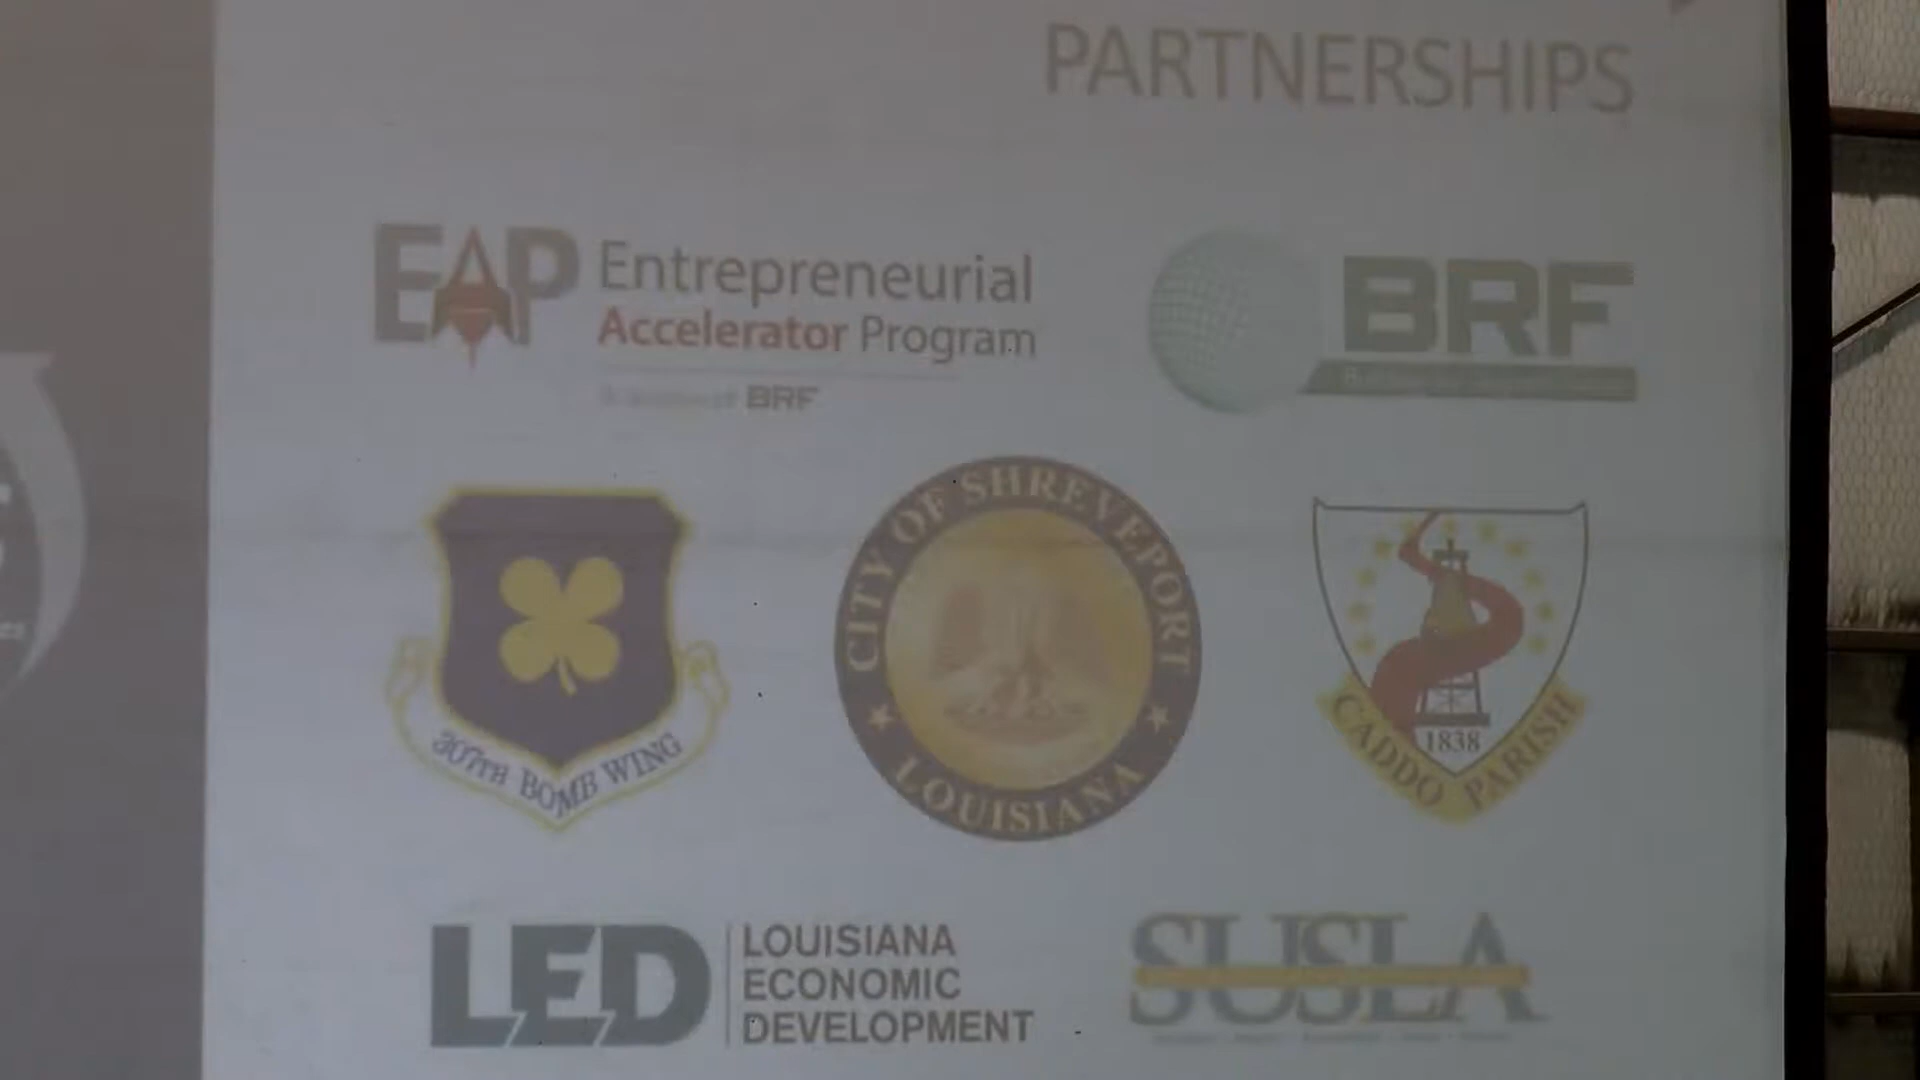 PARTNERSHIPS
EAP
Entrepreneurial
Accelerator Program
BRF
BRF
307TH BOMB WING
CITY OF SHREVEPORT
LOUISIANA
1838
CADDO PARISH
LED
LOUISIANA
ECONOMIC
DEVELOPMENT
SUSLA